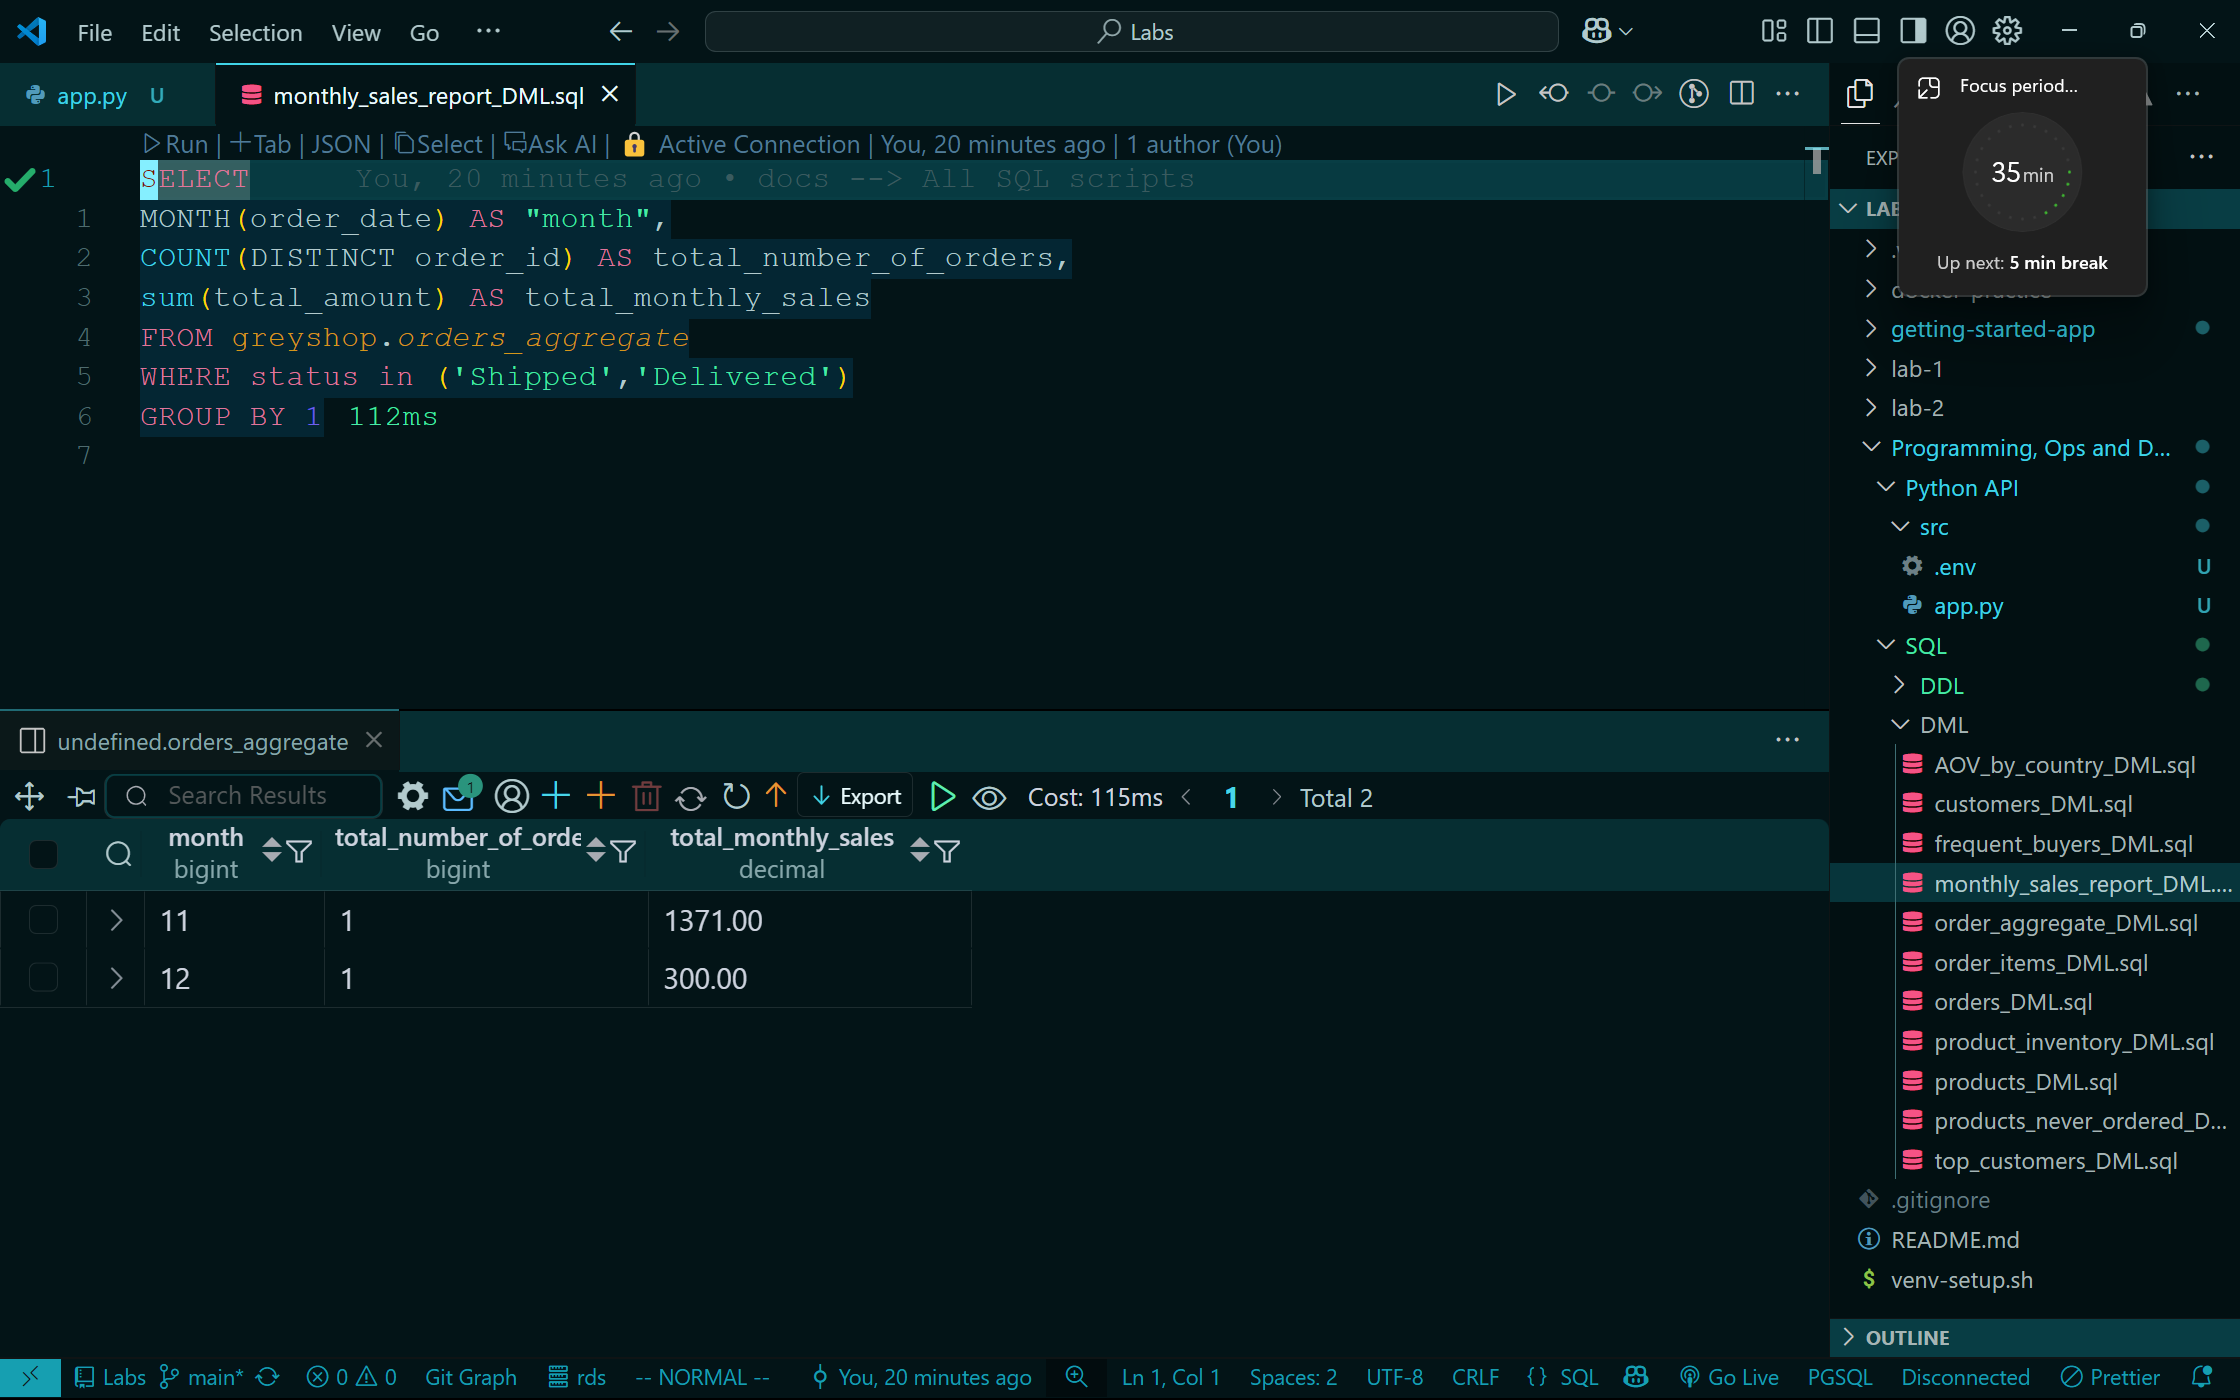 File Edit Selection View Go ··· Labs
app.py U monthly_sales_report_DML.sql
Run | Tab | JSON | Select | Ask AI | Active Connection | You, 20 minutes ago | 1 author (You)
1 SELECT You, 20 minutes ago • docs --> All SQL scripts
1 MONTH(order_date) AS "month",
2 COUNT(DISTINCT order_id) AS total_number_of_orders,
3 sum(total_amount) AS total_monthly_sales
4 FROM greyshop.orders_aggregate
5 WHERE status in ('Shipped','Delivered')
6 GROUP BY 1 112ms
7
undefined.orders_aggregate
Search Results 1 Export Cost: 115ms 1 Total 2
month total_number_of_orde total_monthly_sales
bigint bigint decimal
11 1 1371.00
12 1 300.00
Focus period...
35 min
Up next: 5 min break
EXP
LAB
getting-started-app
lab-1
lab-2
Programming, Ops and D...
Python API
src
.env U
app.py U
SQL
DDL
DML
AOV_by_country_DML.sql
customers_DML.sql
frequent_buyers_DML.sql
monthly_sales_report_DML....
order_aggregate_DML.sql
order_items_DML.sql
orders_DML.sql
product_inventory_DML.sql
products_DML.sql
products_never_ordered_D...
top_customers_DML.sql
.gitignore
README.md
venv-setup.sh
OUTLINE
Labs main* 0 0 Git Graph rds -- NORMAL -- You, 20 minutes ago Ln 1, Col 1 Spaces: 2 UTF-8 CRLF {} SQL Go Live PGSQL Disconnected Prettier